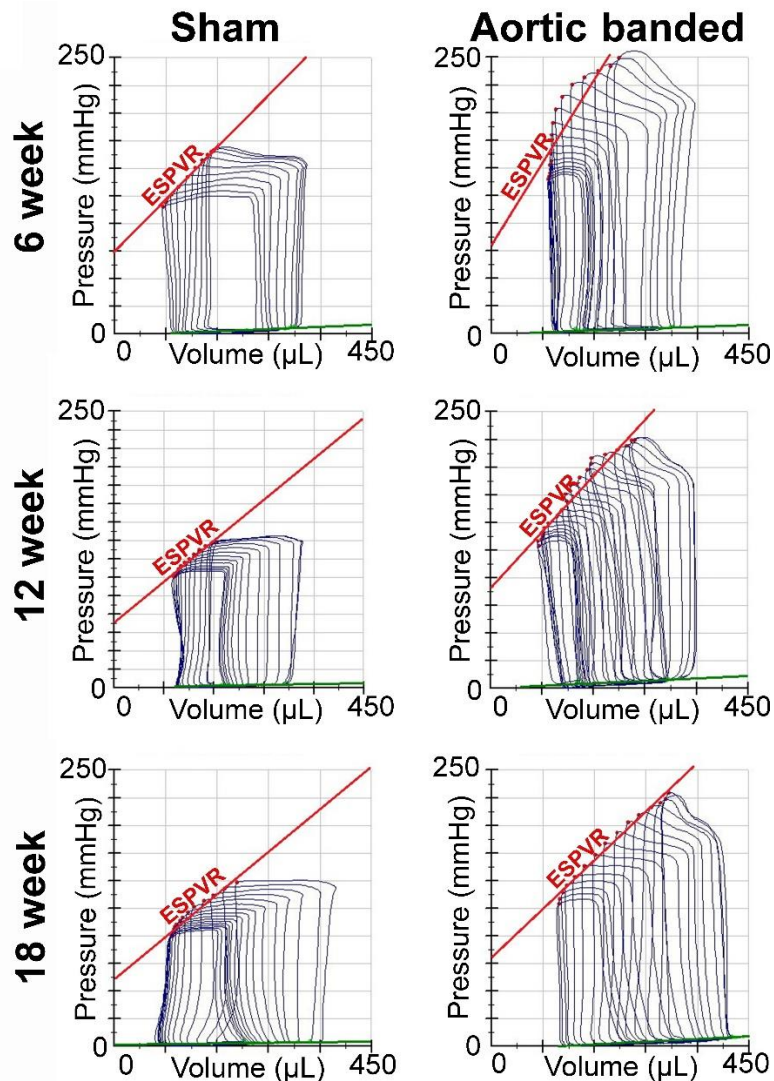 Sham
Aortic banded
6 week
250
Pressure (mmHg)
ESPVR
0
0
Volume (µL)
450
250
Pressure (mmHg)
ESPVR
0
0
Volume (µL)
450
12 week
250
Pressure (mmHg)
ESPVR
0
0
Volume (µL)
450
250
Pressure (mmHg)
ESPVR
0
0
Volume (µL)
450
18 week
250
Pressure (mmHg)
ESPVR
0
0
Volume (µL)
450
250
Pressure (mmHg)
ESPVR
0
0
Volume (µL)
450